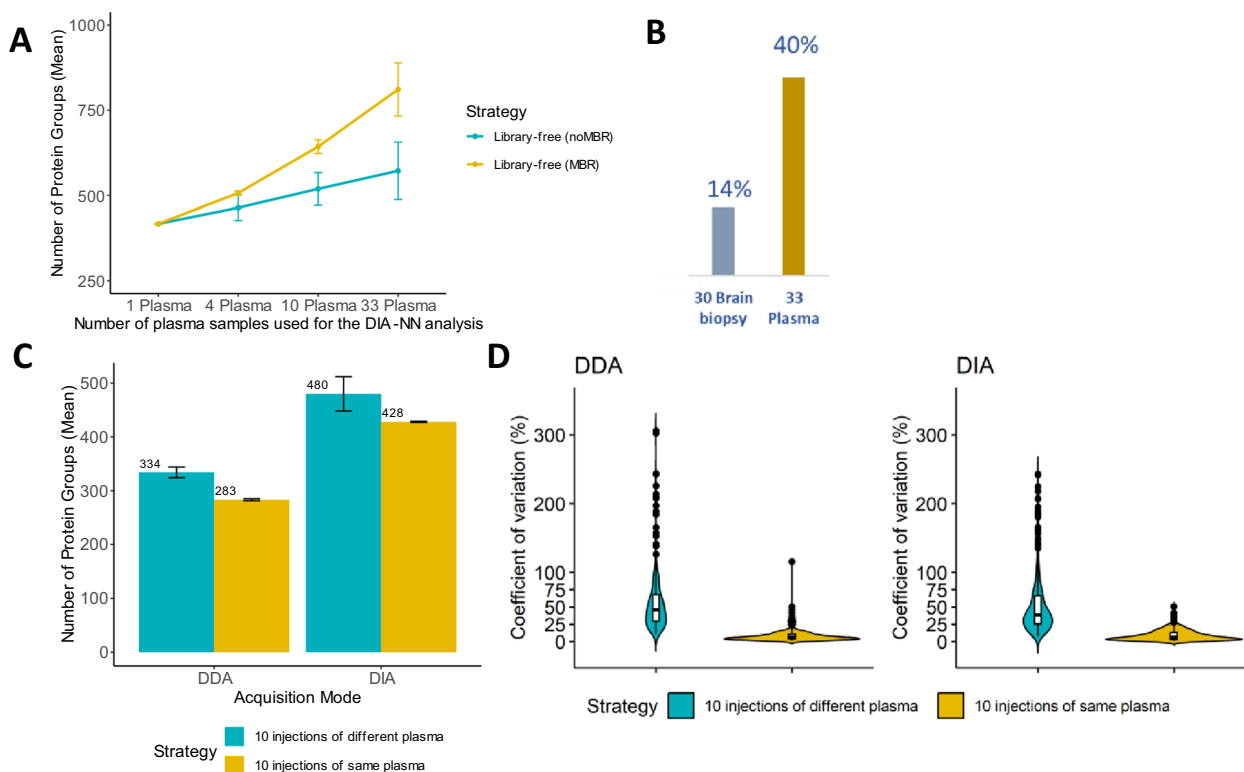 A
1000
750
500
250
Number of Protein Groups (Mean)
1 Plasma
4 Plasma
10 Plasma
33 Plasma
Number of plasma samples used for the DIA-NN analysis
Strategy
Library-free (noMBR)
Library-free (MBR)
B
40%
14%
30 Brain
biopsy
33
Plasma
C
500
400
300
200
100
0
Number of Protein Groups (Mean)
334
283
480
428
DDA
DIA
Acquisition Mode
Strategy
10 injections of different plasma
10 injections of same plasma
D
DDA
300
200
100
75
50
25
0
Coefficient of variation (%)
DIA
300
200
100
75
50
25
0
Coefficient of variation (%)
Strategy
10 injections of different plasma
10 injections of same plasma